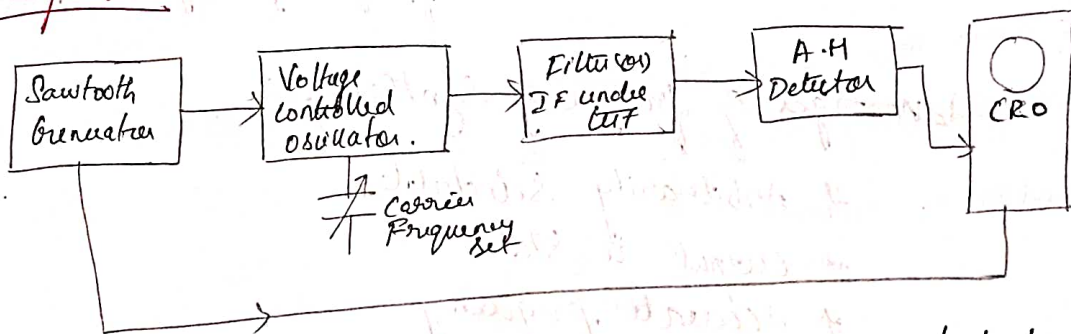 Sawtooth
Generator
Voltage
controlled
oscillator.
Carrier
Frequency
set
Filter (or)
IF under
A.M
Detector
CRO